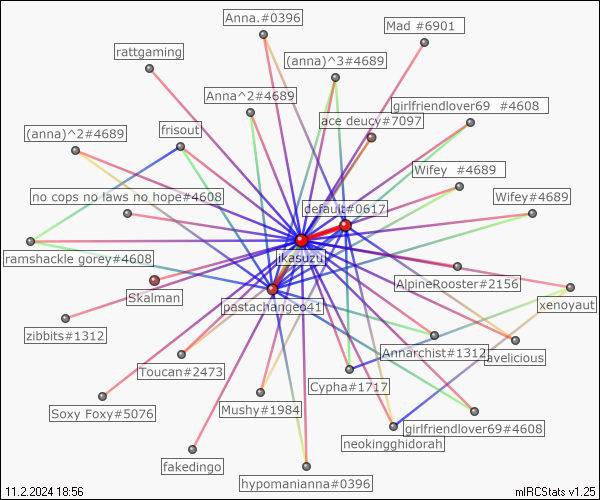 Anna.#0396
Mad #6901
rattgaming
(anna)^3#4689
Anna^2#4689
girlfriendlover69 #4608
ace deucy#7097
(anna)^2#4689
frisout
Wifey #4689
no cops no laws no hope#4608
default#0617
Wifey#4689
ramshackle gorey#4608
jkasuzu
AlpineRooster#2156
Skalman
pastachangeo41
xenoyaut
zibbits#1312
Annarchist#1312
avelicious
Toucan#2473
Cypha#1717
Soxy Foxy#5076
Mushy#1984
girlfriendlover69#4608
neokingghidorah
fakedingo
hypomanianna#0396
11.2.2024 18:56
mIRCStats v1.25